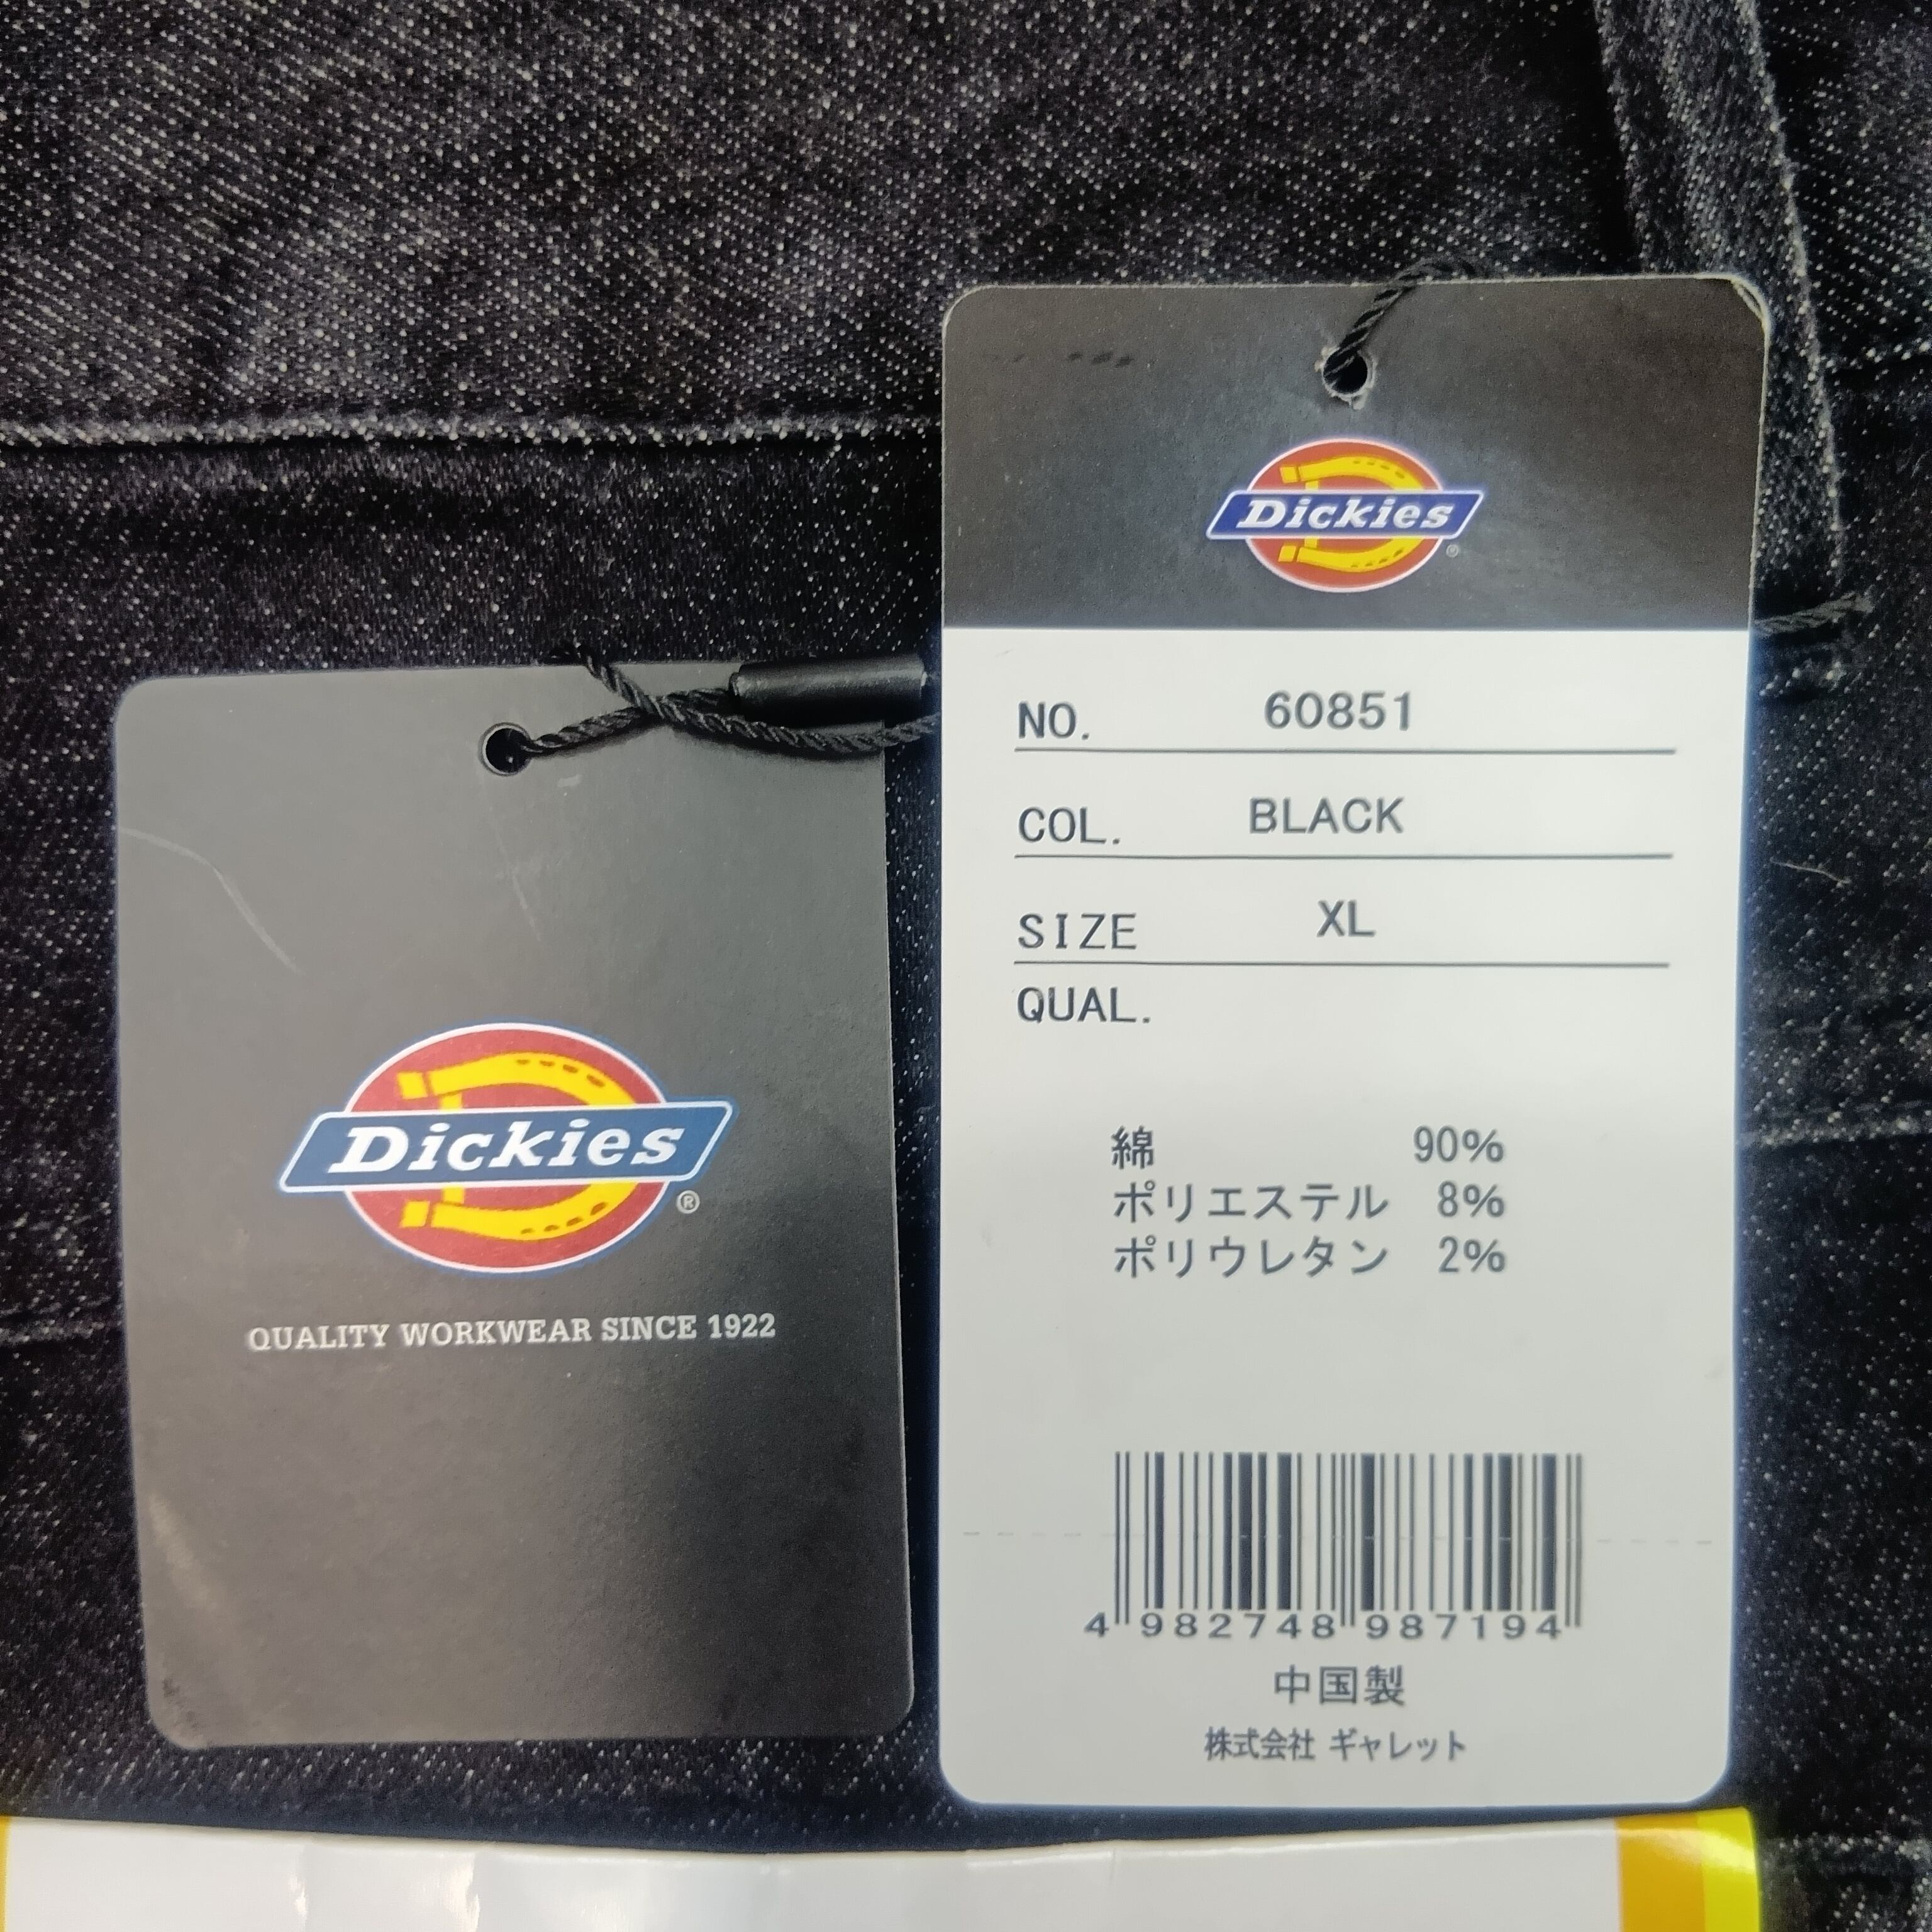 Dickies
®
QUALITY WORKWEAR SINCE 1922
Dickies
®
NO. 60851
COL. BLACK
SIZE XL
QUAL.
綿 90%
ポリエステル 8%
ポリウレタン 2%
4 982748 987194
中国製
株式会社 ギャレット